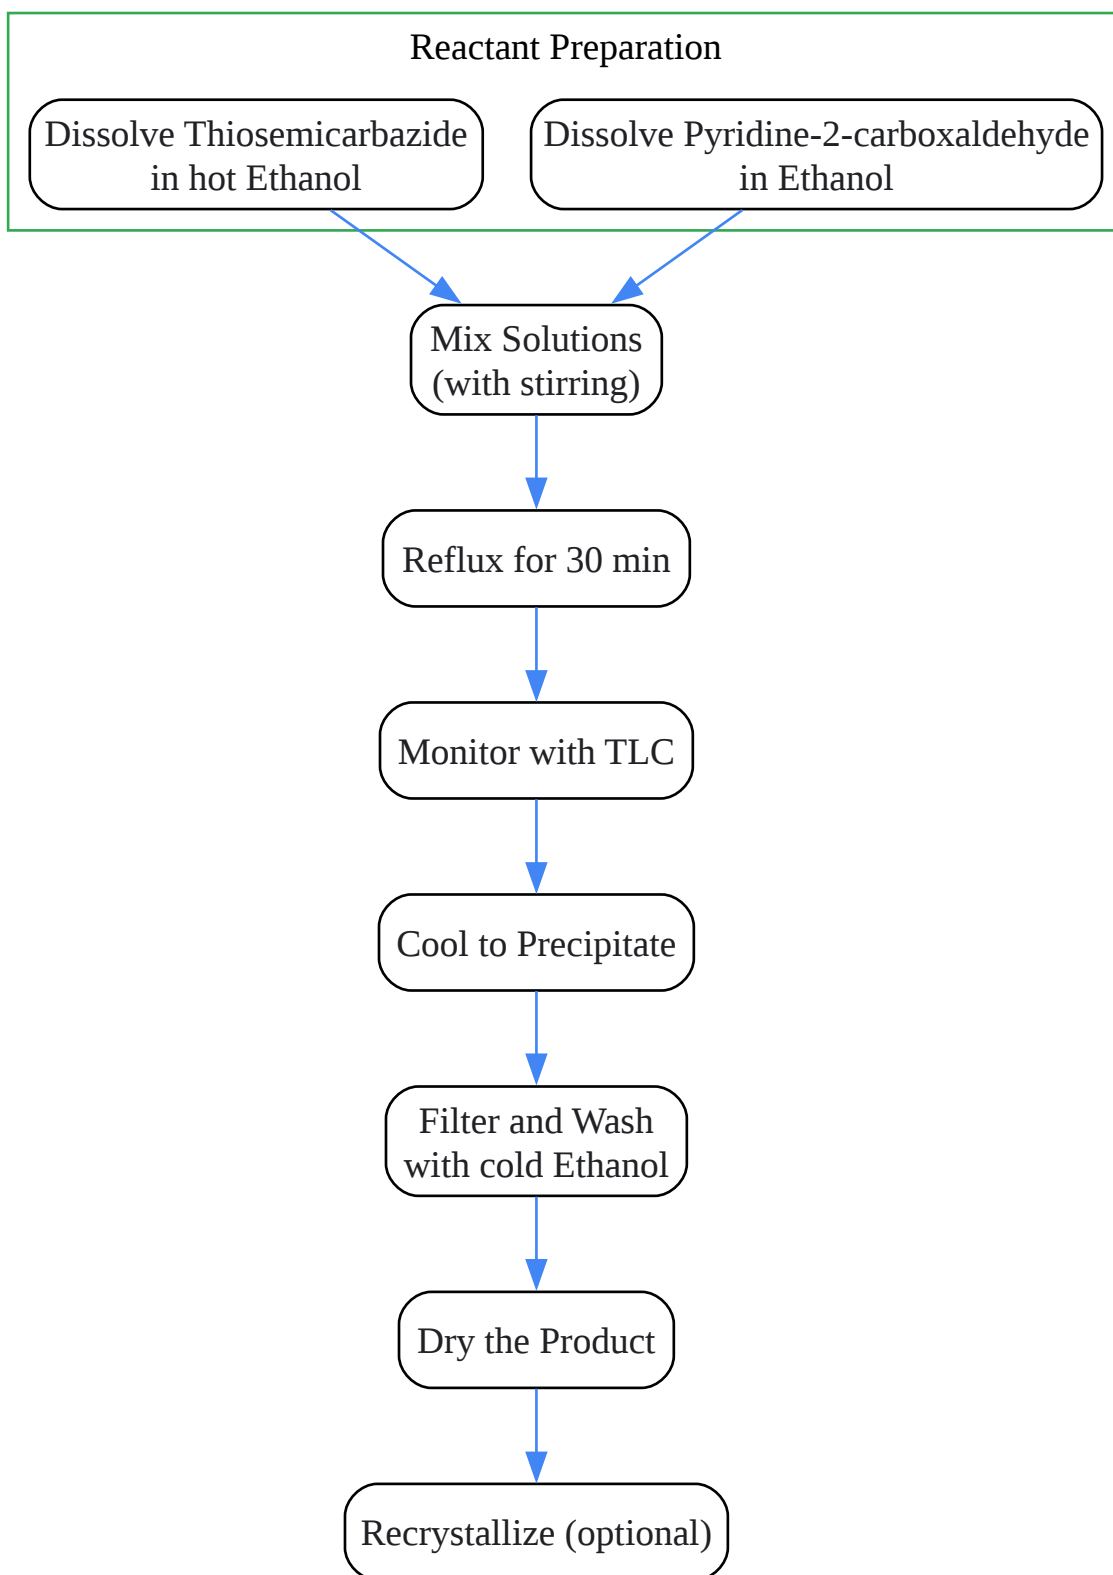 Reactant Preparation
Dissolve Thiosemicarbazide
in hot Ethanol
Dissolve Pyridine-2-carboxaldehyde
in Ethanol
Mix Solutions
(with stirring)
Reflux for 30 min
Monitor with TLC
Cool to Precipitate
Filter and Wash
with cold Ethanol
Dry the Product
Recrystallize (optional)